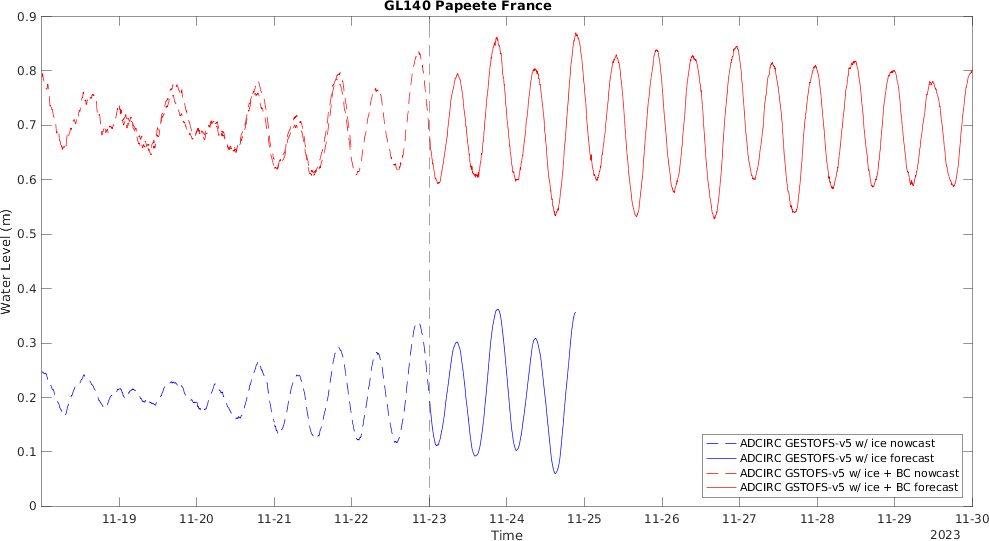 GL140 Papeete France
0.9
0.8
0.7
0.6
0.5
0.4
0.3
0.2
0.1
0
Water Level (m)
ADCIRC GESTOFS-v5 w/ ice nowcast
ADCIRC GESTOFS-v5 w/ ice forecast
ADCIRC GSTOFS-v5 w/ ice + BC nowcast
ADCIRC GSTOFS-v5 w/ ice + BC forecast
11-19 11-20 11-21 11-22 11-23 11-24 11-25 11-26 11-27 11-28 11-29 11-30
Time
2023